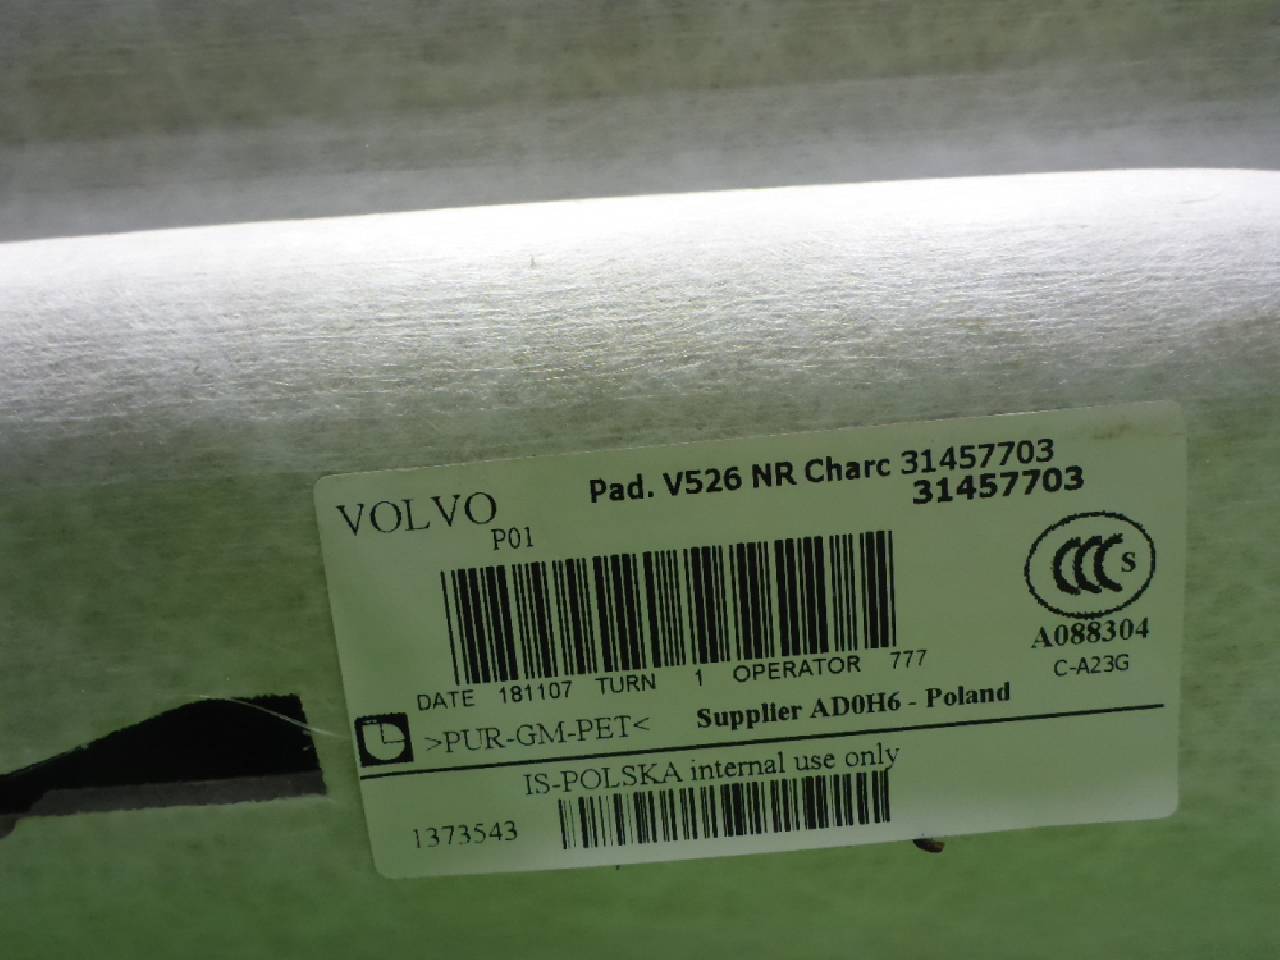 Pad. V526 NR Charc 31457703
31457703
VOLVO
P01
CCC S
A088304
C-A23G
DATE 181107 TURN 1 OPERATOR 777
>PUR-GM-PET< Supplier AD0H6 - Poland
IS-POLSKA internal use only
1373543